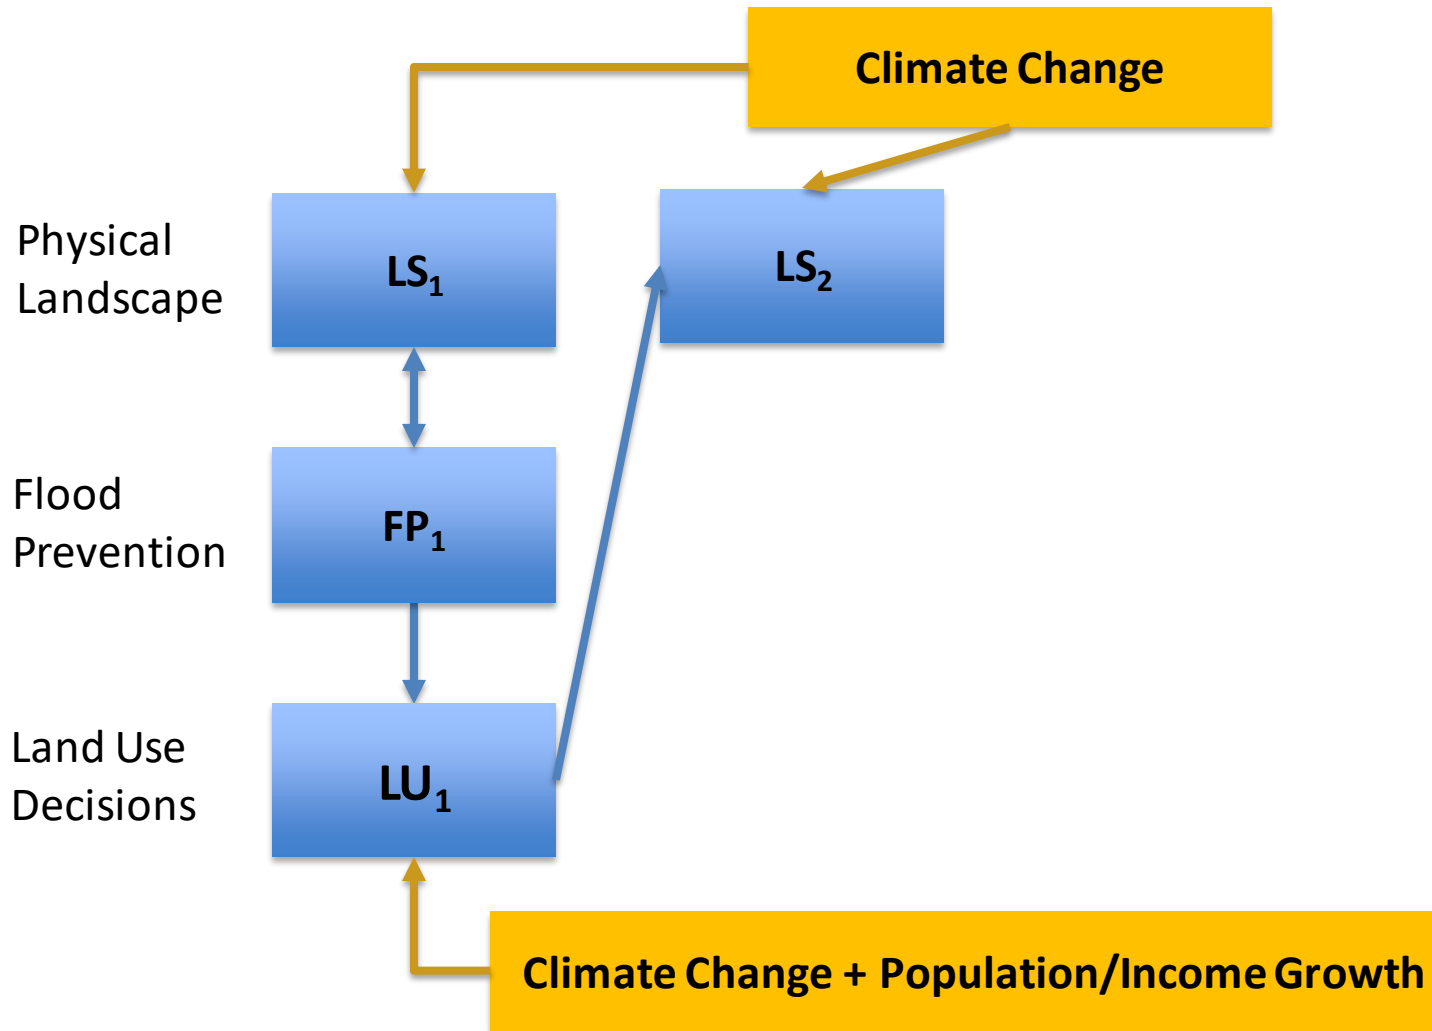 Climate Change
Physical
Landscape
LS₁
LS₂
Flood
Prevention
FP₁
Land Use
Decisions
LU₁
Climate Change + Population/Income Growth